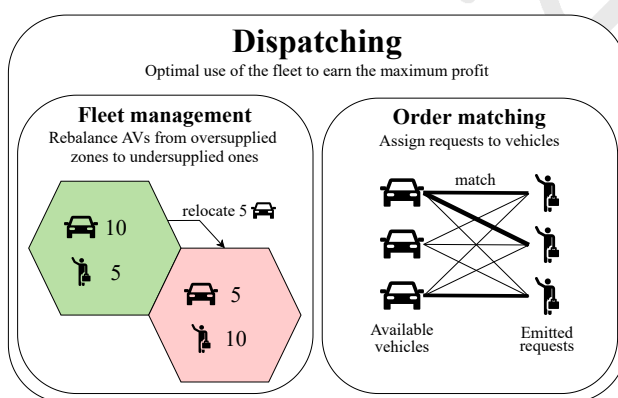 Dispatching
Optimal use of the fleet to earn the maximum profit
Fleet management
Rebalance AVs from oversupplied
zones to undersupplied ones
10
5
relocate 5
5
10
Order matching
Assign requests to vehicles
match
Available
vehicles
Emitted
requests